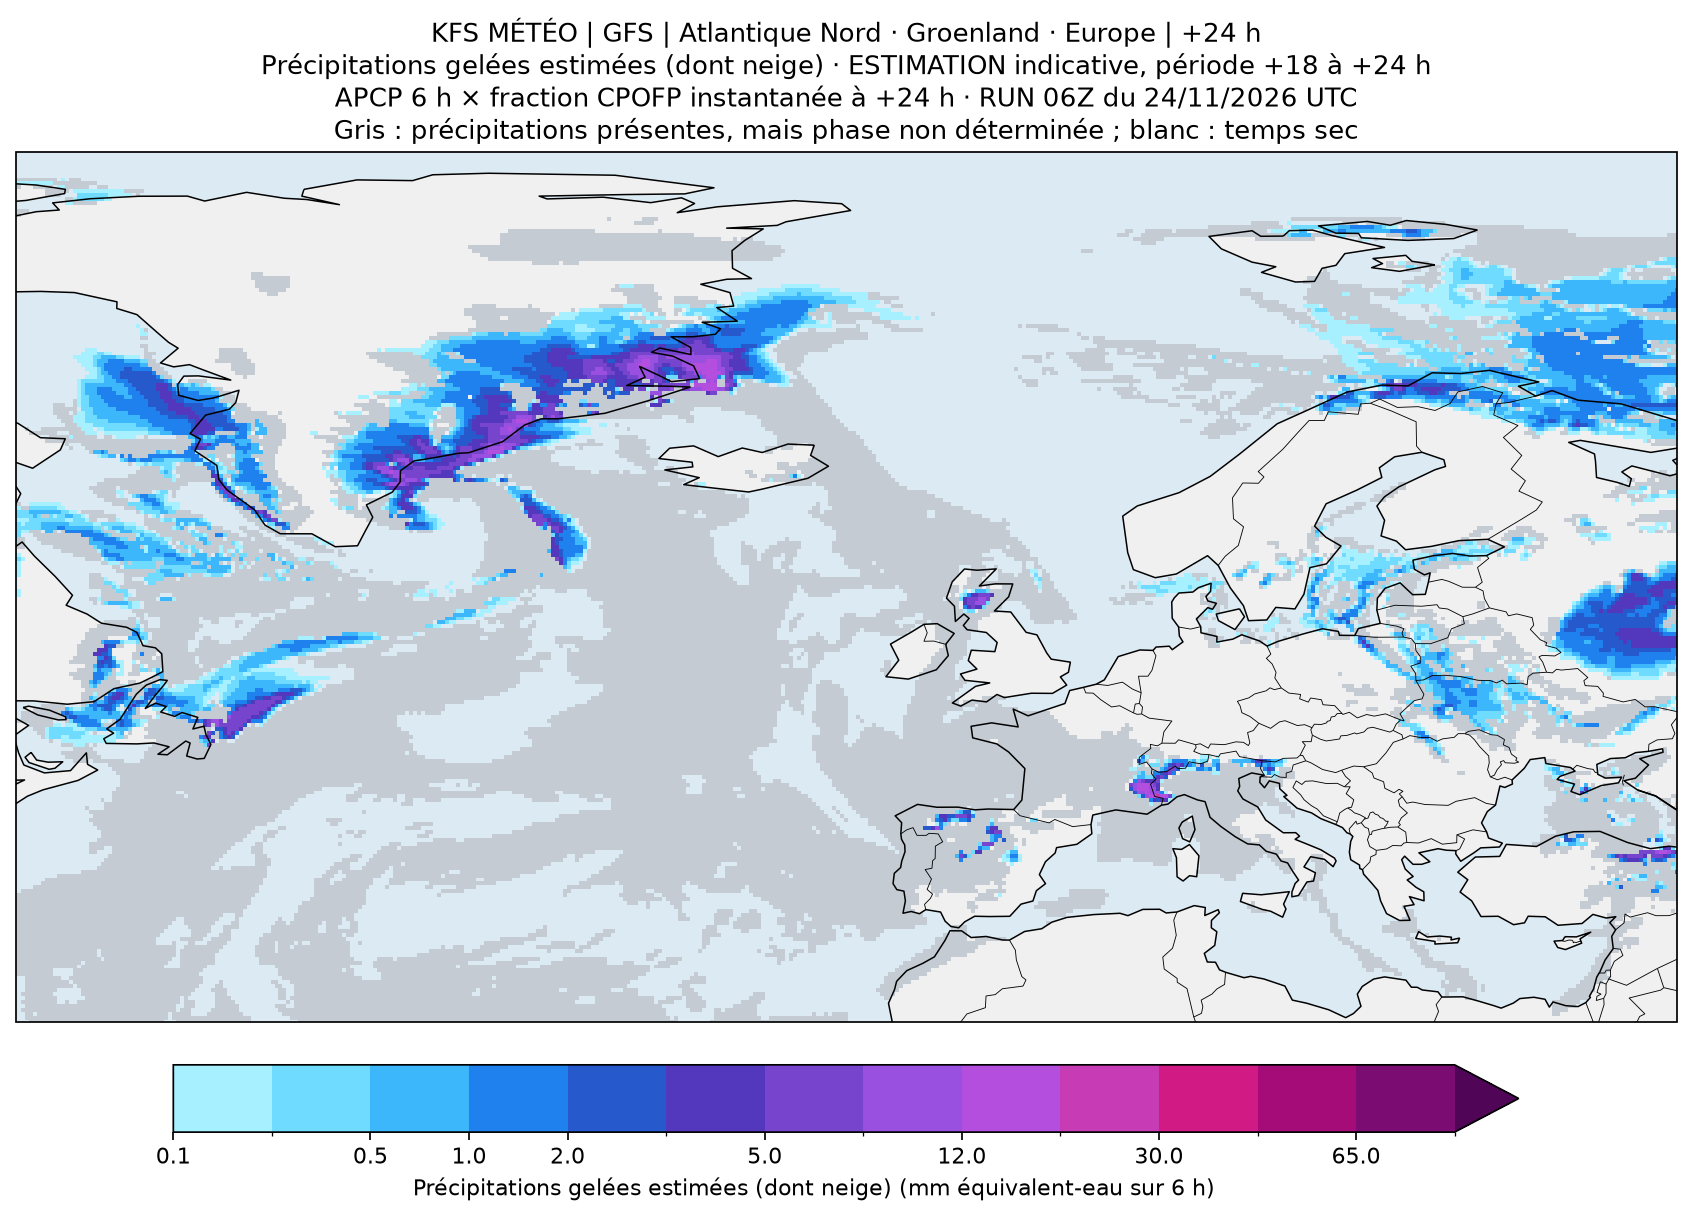 KFS MÉTÉO | GFS | Atlantique Nord · Groenland · Europe | +24 h
Précipitations gelées estimées (dont neige) · ESTIMATION indicative, période +18 à +24 h
APCP 6 h × fraction CPOFP instantanée à +24 h · RUN 06Z du 24/11/2026 UTC
Gris : précipitations présentes, mais phase non déterminée ; blanc : temps sec
0.1 0.5 1.0 2.0 5.0 12.0 30.0 65.0
Précipitations gelées estimées (dont neige) (mm équivalent-eau sur 6 h)